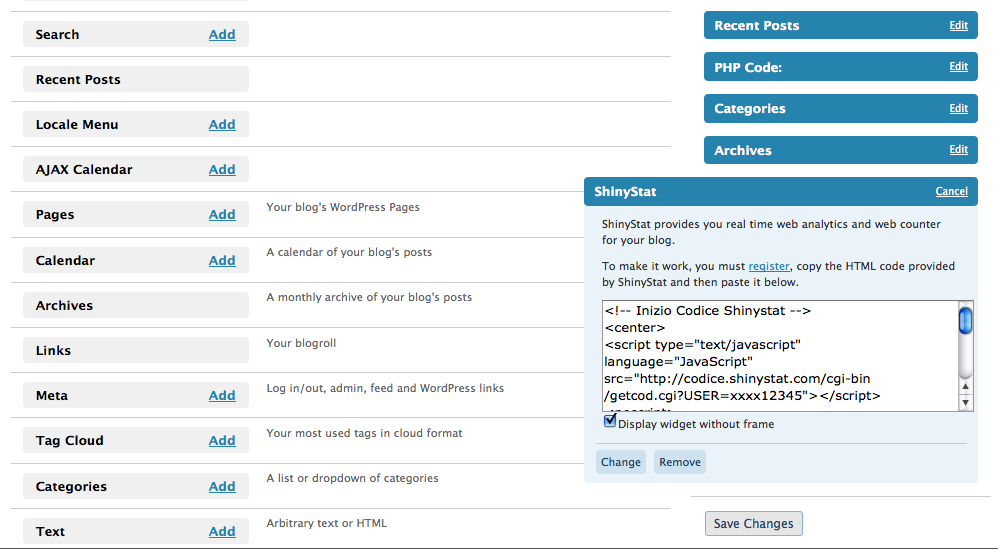 Search Add
Recent Posts
Locale Menu Add
AJAX Calendar Add
Pages Add Your blog's WordPress Pages
Calendar Add A calendar of your blog's posts
Archives A monthly archive of your blog's posts
Links Your blogroll
Meta Add Log in/out, admin, feed and WordPress links
Tag Cloud Add Your most used tags in cloud format
Categories Add A list or dropdown of categories
Text Add Arbitrary text or HTML
Recent Posts Edit
PHP Code: Edit
Categories Edit
Archives Edit
ShinyStat Cancel
ShinyStat provides you real time web analytics and web counter
for your blog.
To make it work, you must register, copy the HTML code provided
by ShinyStat and then paste it below.
<!-- Inizio Codice Shinystat -->
<center>
<script type="text/javascript"
language="JavaScript"
src="http://codice.shinystat.com/cgi-bin
/getcod.cgi?USER=xxxx12345"></script>
<noscript>
Display widget without frame
Change Remove
Save Changes